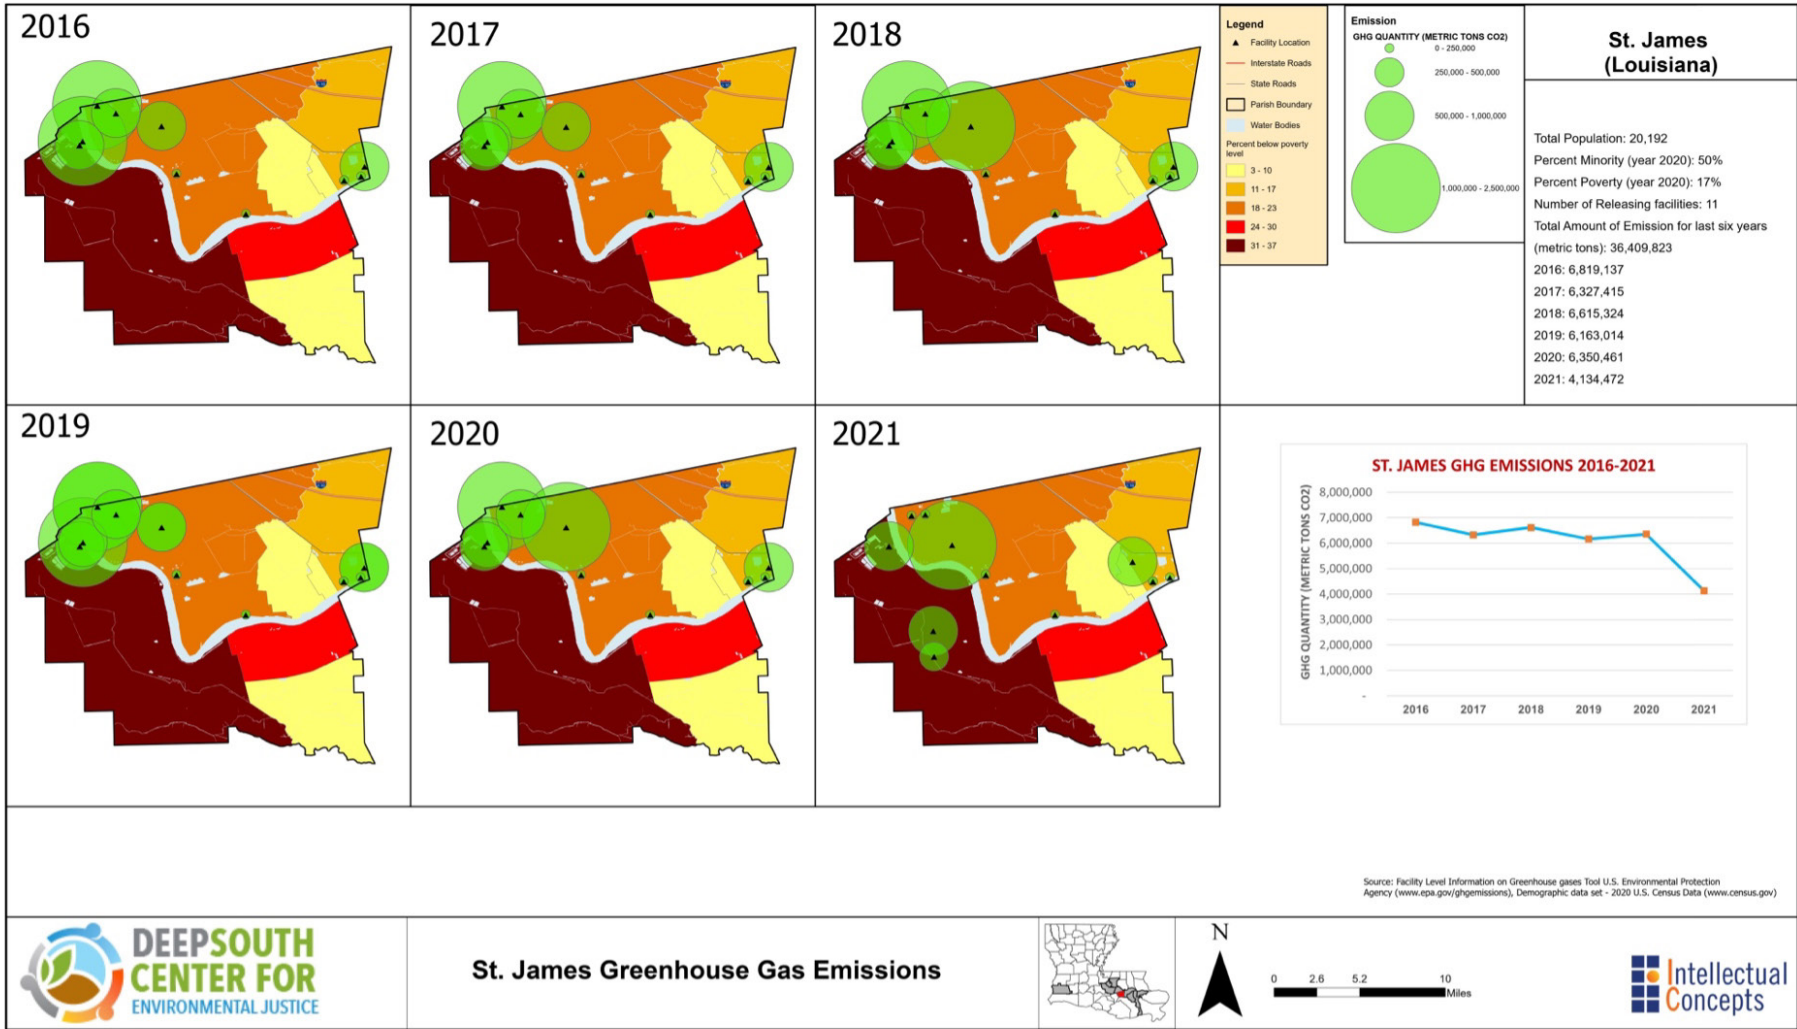 2016
2017
2018
Legend
Facility Location
Interstate Roads
State Roads
Parish Boundary
Water Bodies
Percent below poverty
level
3 - 10
11 - 17
18 - 23
24 - 30
31 - 37
Emission
GHG QUANTITY (METRIC TONS CO2)
0 - 250,000
250,000 - 500,000
500,000 - 1,000,000
1,000,000 - 2,500,000
St. James
(Louisiana)
Total Population: 20,192
Percent Minority (year 2020): 50%
Percent Poverty (year 2020): 17%
Number of Releasing facilities: 11
Total Amount of Emission for last six years
(metric tons): 36,409,823
2016: 6,819,137
2017: 6,327,415
2018: 6,615,324
2019: 6,163,014
2020: 6,350,461
2021: 4,134,472
2019
2020
2021
ST. JAMES GHG EMISSIONS 2016-2021
GHG QUANTITY (METRIC TONS CO2)
8,000,000
7,000,000
6,000,000
5,000,000
4,000,000
3,000,000
2,000,000
1,000,000
-
2016 2017 2018 2019 2020 2021
Source: Facility Level Information on Greenhouse gases Tool U.S. Environmental Protection
Agency (www.epa.gov/ghgemissions), Demographic data set - 2020 U.S. Census Data (www.census.gov)
DEEPSOUTH
CENTER FOR
ENVIRONMENTAL JUSTICE
St. James Greenhouse Gas Emissions
N
0 2.6 5.2 10
Miles
Intellectual
Concepts